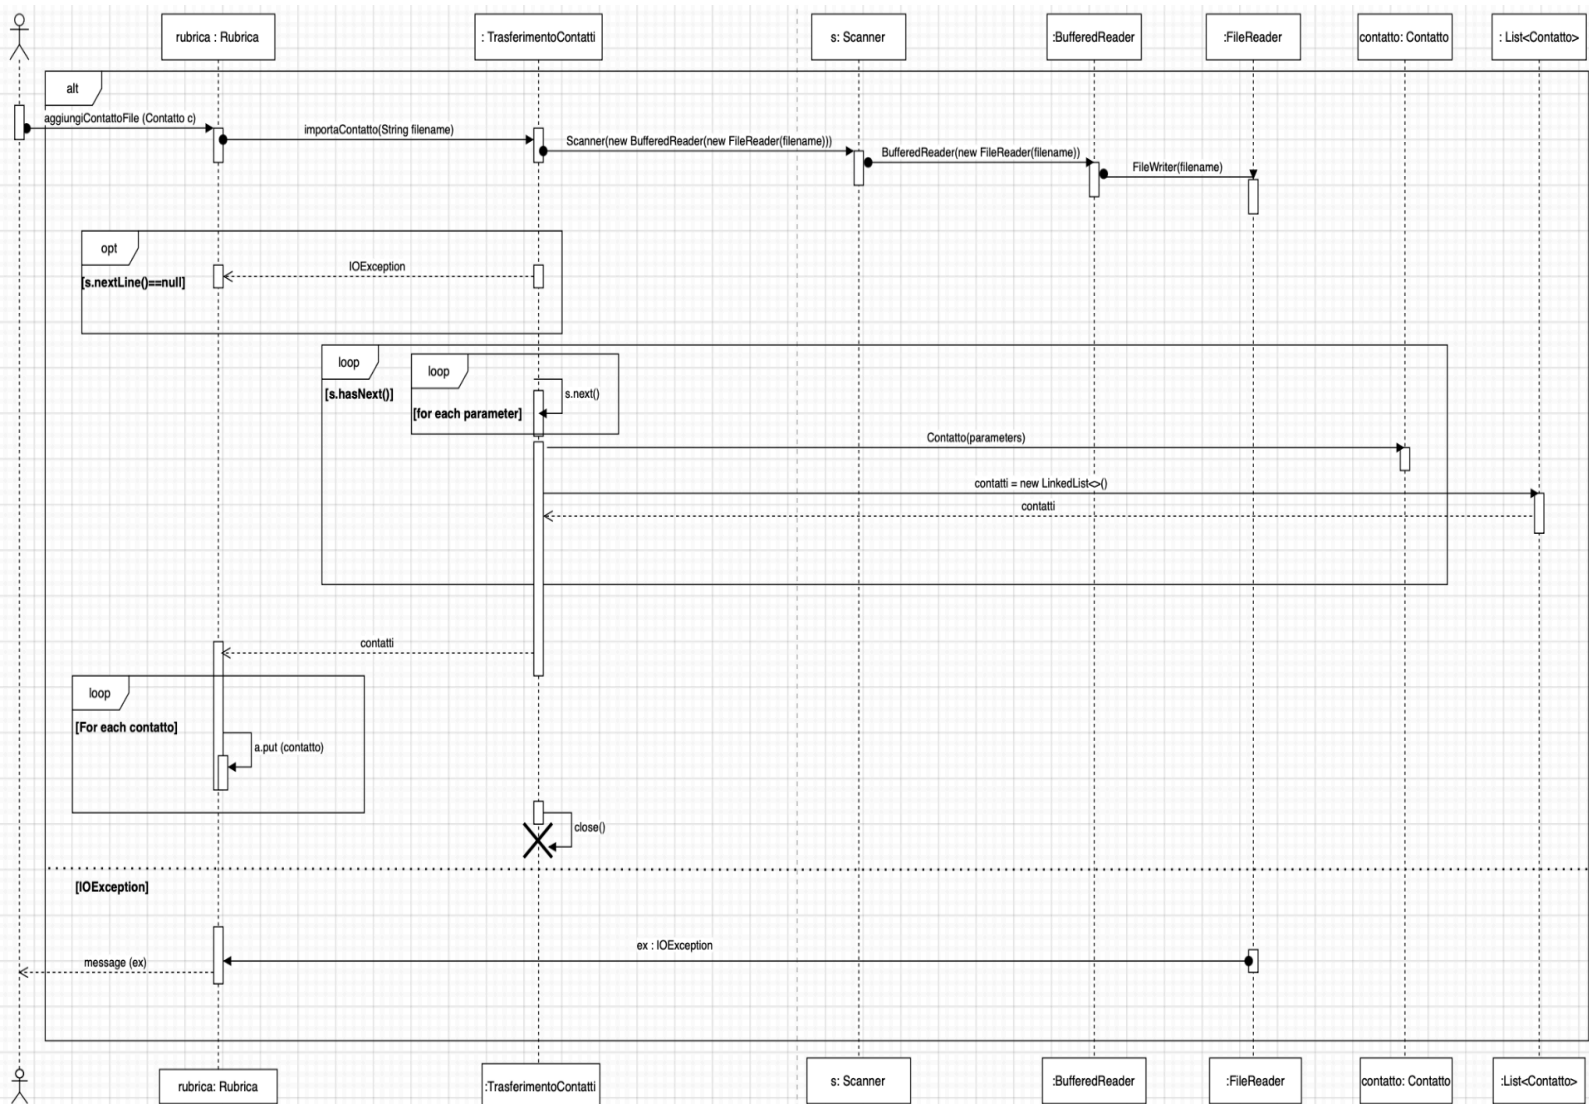 rubrica : Rubrica
: TrasferimentoContatti
s: Scanner
:BufferedReader
:FileReader
contatto: Contatto
: List<Contatto>
alt
aggiungiContattoFile (Contatto c)
importaContatto(String filename)
Scanner(new BufferedReader(new FileReader(filename)))
BufferedReader(new FileReader(filename))
FileWriter(filename)
opt
[s.nextLine()==null]
IOException
loop
[s.hasNext()]
loop
[for each parameter]
s.next()
Contatto(parameters)
contatti = new LinkedList<>()
contatti
contatti
loop
[For each contatto]
a.put (contatto)
close()
[IOException]
ex : IOException
message (ex)
rubrica: Rubrica
:TrasferimentoContatti
s: Scanner
:BufferedReader
:FileReader
contatto: Contatto
:List<Contatto>